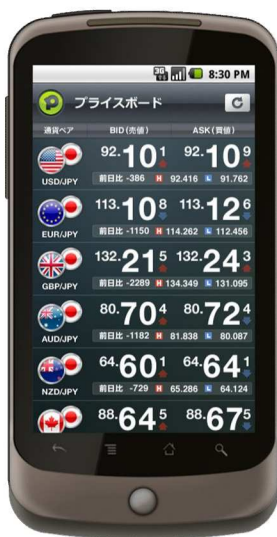 3G 8:30 PM
プライスボード
通貨ペア BID(売値) ASK(買値)
92.101 92.109
USD/JPY 前日比 -386 H 92.416 L 91.762
113.108 113.126
EUR/JPY 前日比 -1150 H 114.262 L 112.456
132.215 132.243
GBP/JPY 前日比 -2289 H 134.349 L 131.095
80.704 80.724
AUD/JPY 前日比 -1182 H 81.838 L 80.087
64.601 64.641
NZD/JPY 前日比 -729 H 65.286 L 64.124
88.645 88.675